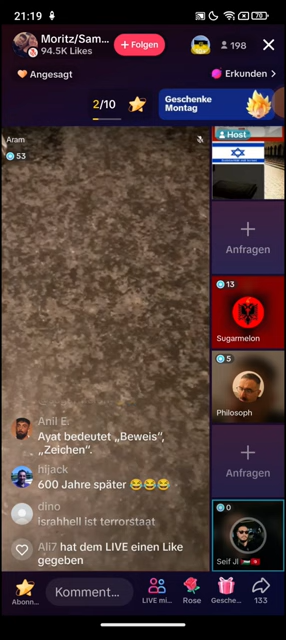 21:19
70
Moritz/Sam...
94.5K Likes
+ Folgen
198
Angesagt
Erkunden >
2/10
Geschenke
Montag
Aram
53
Host
+
Anfragen
13
Sugarmelon
5
Philosoph
+
Anfragen
0
Seif Jl
Anil E.
Ayat bedeutet „Beweis“,
„Zeichen“.
hijack
600 Jahre später 😂😂😂
dino
israhhell ist terrorstaat
Ali7 hat dem LIVE einen Like
gegeben
Abonn...
Komment...
LIVE mi...
Rose
Gesche...
133